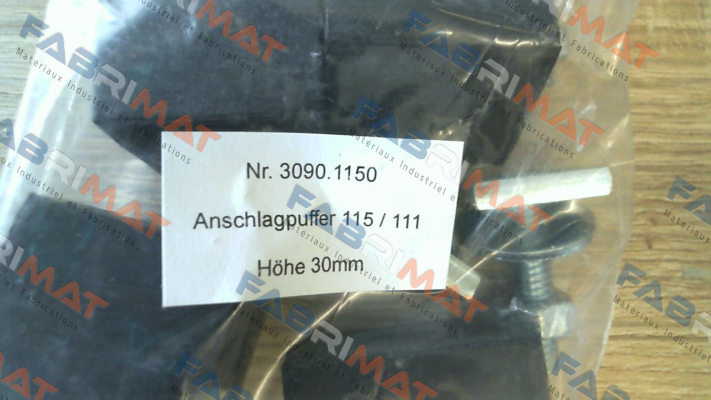 Nr. 3090.1150
Anschlagpuffer 115 / 111
Höhe 30mm
FABRIMAT
Materiaux Industriel et Fabrications